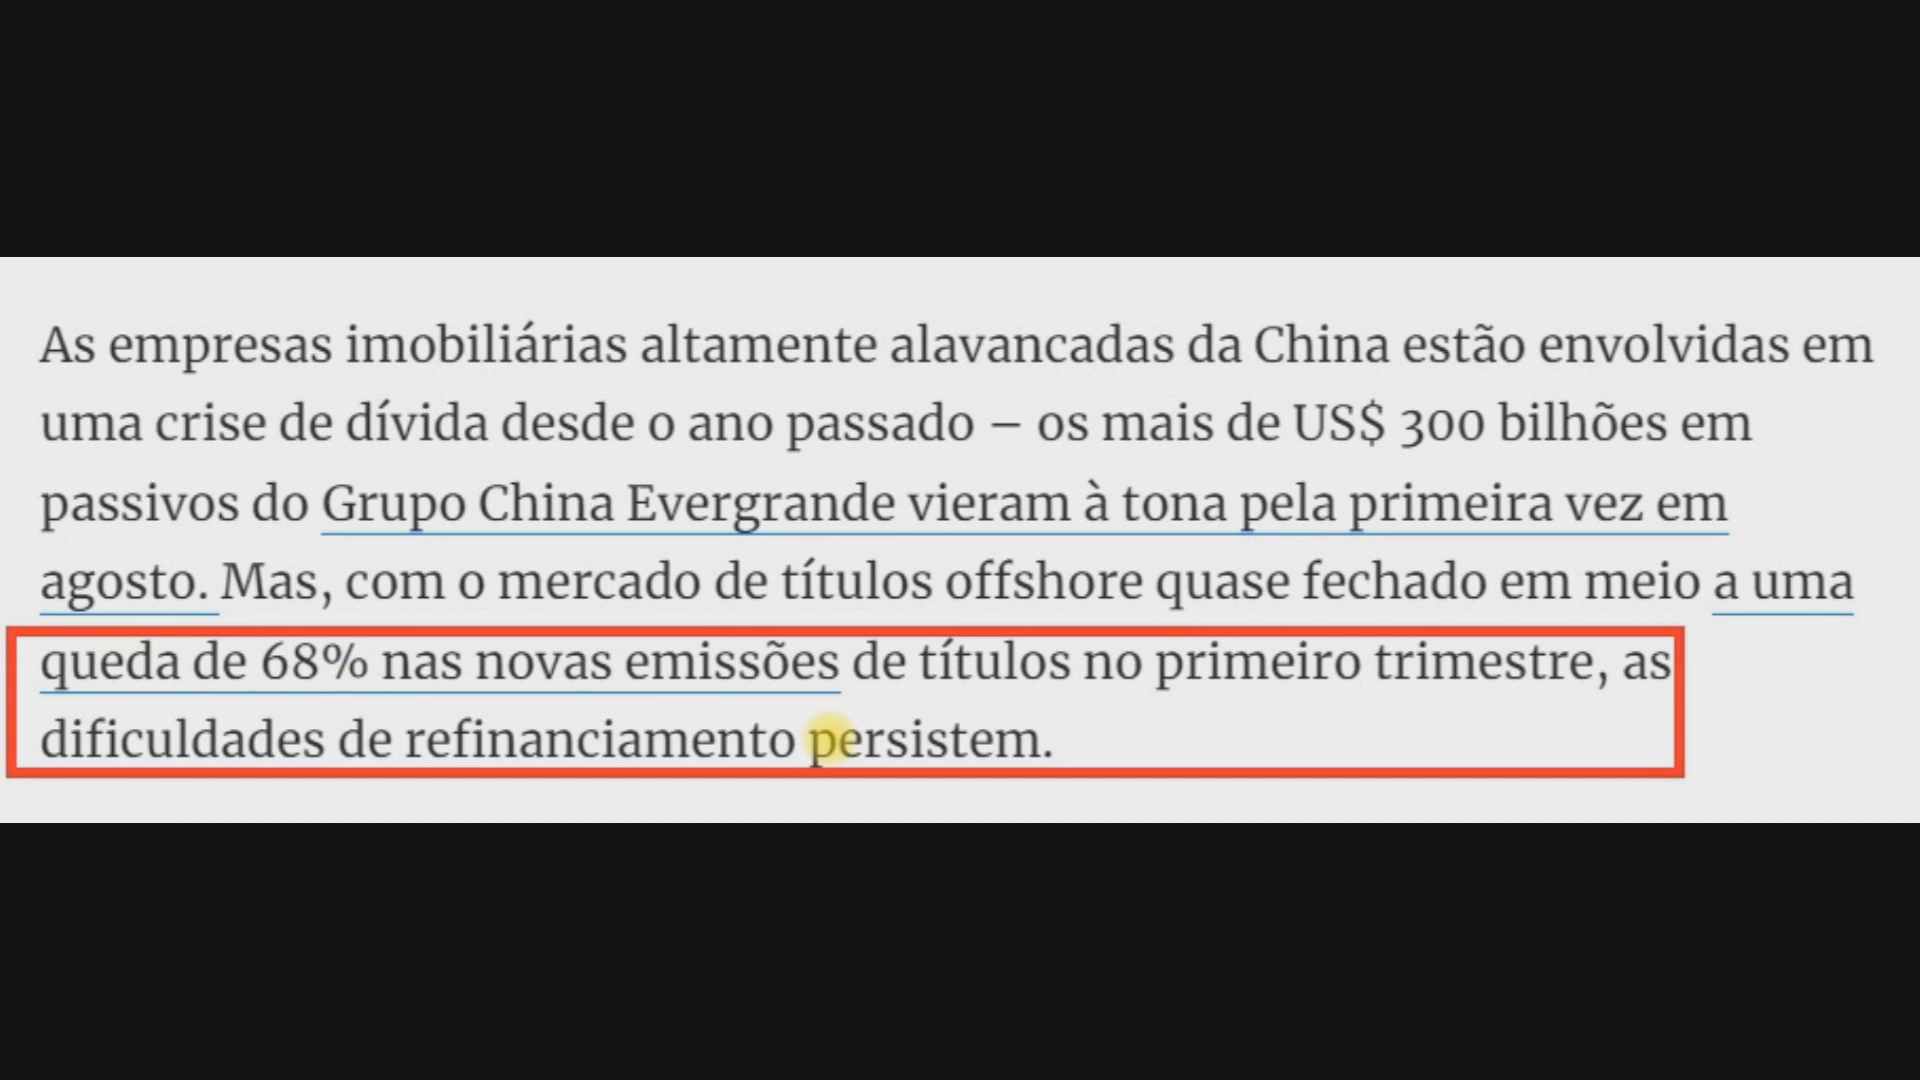 As empresas imobiliárias altamente alavancadas da China estão envolvidas em
uma crise de dívida desde o ano passado – os mais de US$ 300 bilhões em
passivos do Grupo China Evergrande vieram à tona pela primeira vez em
agosto. Mas, com o mercado de títulos offshore quase fechado em meio a uma
queda de 68% nas novas emissões de títulos no primeiro trimestre, as
dificuldades de refinanciamento persistem.